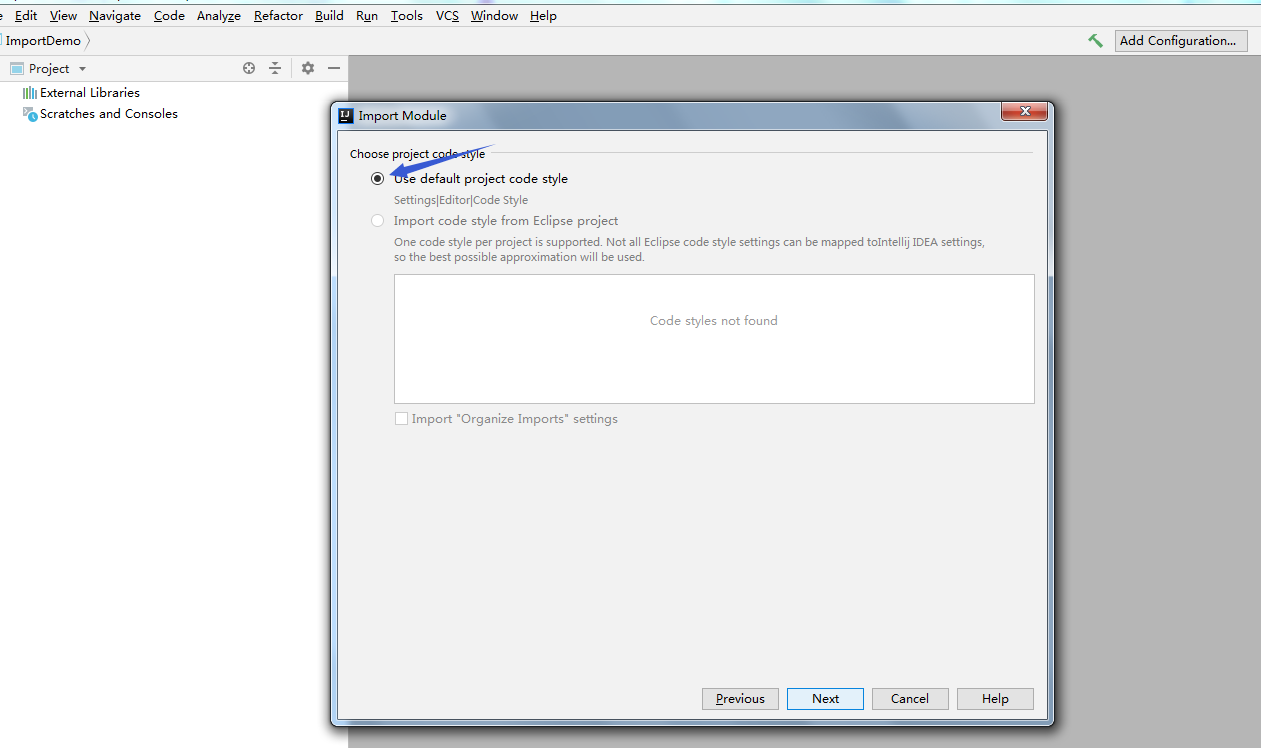 Edit View Navigate Code Analyze Refactor Build Run Tools VCS Window Help
ImportDemo
Add Configuration...
Project
External Libraries
Scratches and Consoles
IJ Import Module
Choose project code style
Use default project code style
Settings|Editor|Code Style
Import code style from Eclipse project
One code style per project is supported. Not all Eclipse code style settings can be mapped toIntellij IDEA settings,
so the best possible approximation will be used.
Code styles not found
Import "Organize Imports" settings
Previous Next Cancel Help